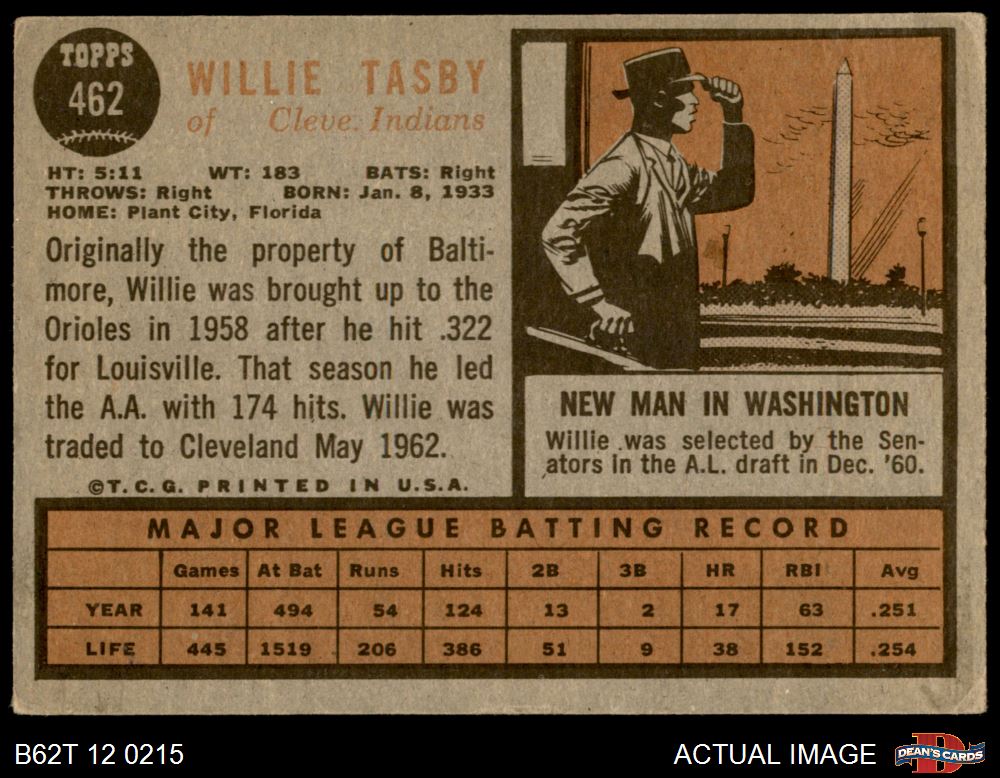 TOPPS
462
WILLIE TASBY
of Cleve. Indians
HT: 5:11 WT: 183 BATS: Right
THROWS: Right BORN: Jan. 8, 1933
HOME: Plant City, Florida
Originally the property of Balti-
more, Willie was brought up to the
Orioles in 1958 after he hit .322
for Louisville. That season he led
the A.A. with 174 hits. Willie was
traded to Cleveland May 1962.
©T.C.G. PRINTED IN U.S.A.
NEW MAN IN WASHINGTON
Willie was selected by the Sen-
ators in the A.L. draft in Dec. '60.
MAJOR LEAGUE BATTING RECORD
Games At Bat Runs Hits 2B 3B HR RBI Avg
YEAR 141 494 54 124 13 2 17 63 .251
LIFE 445 1519 206 386 51 9 38 152 .254
B62T 12 0215
ACTUAL IMAGE
DEAN'S CARDS